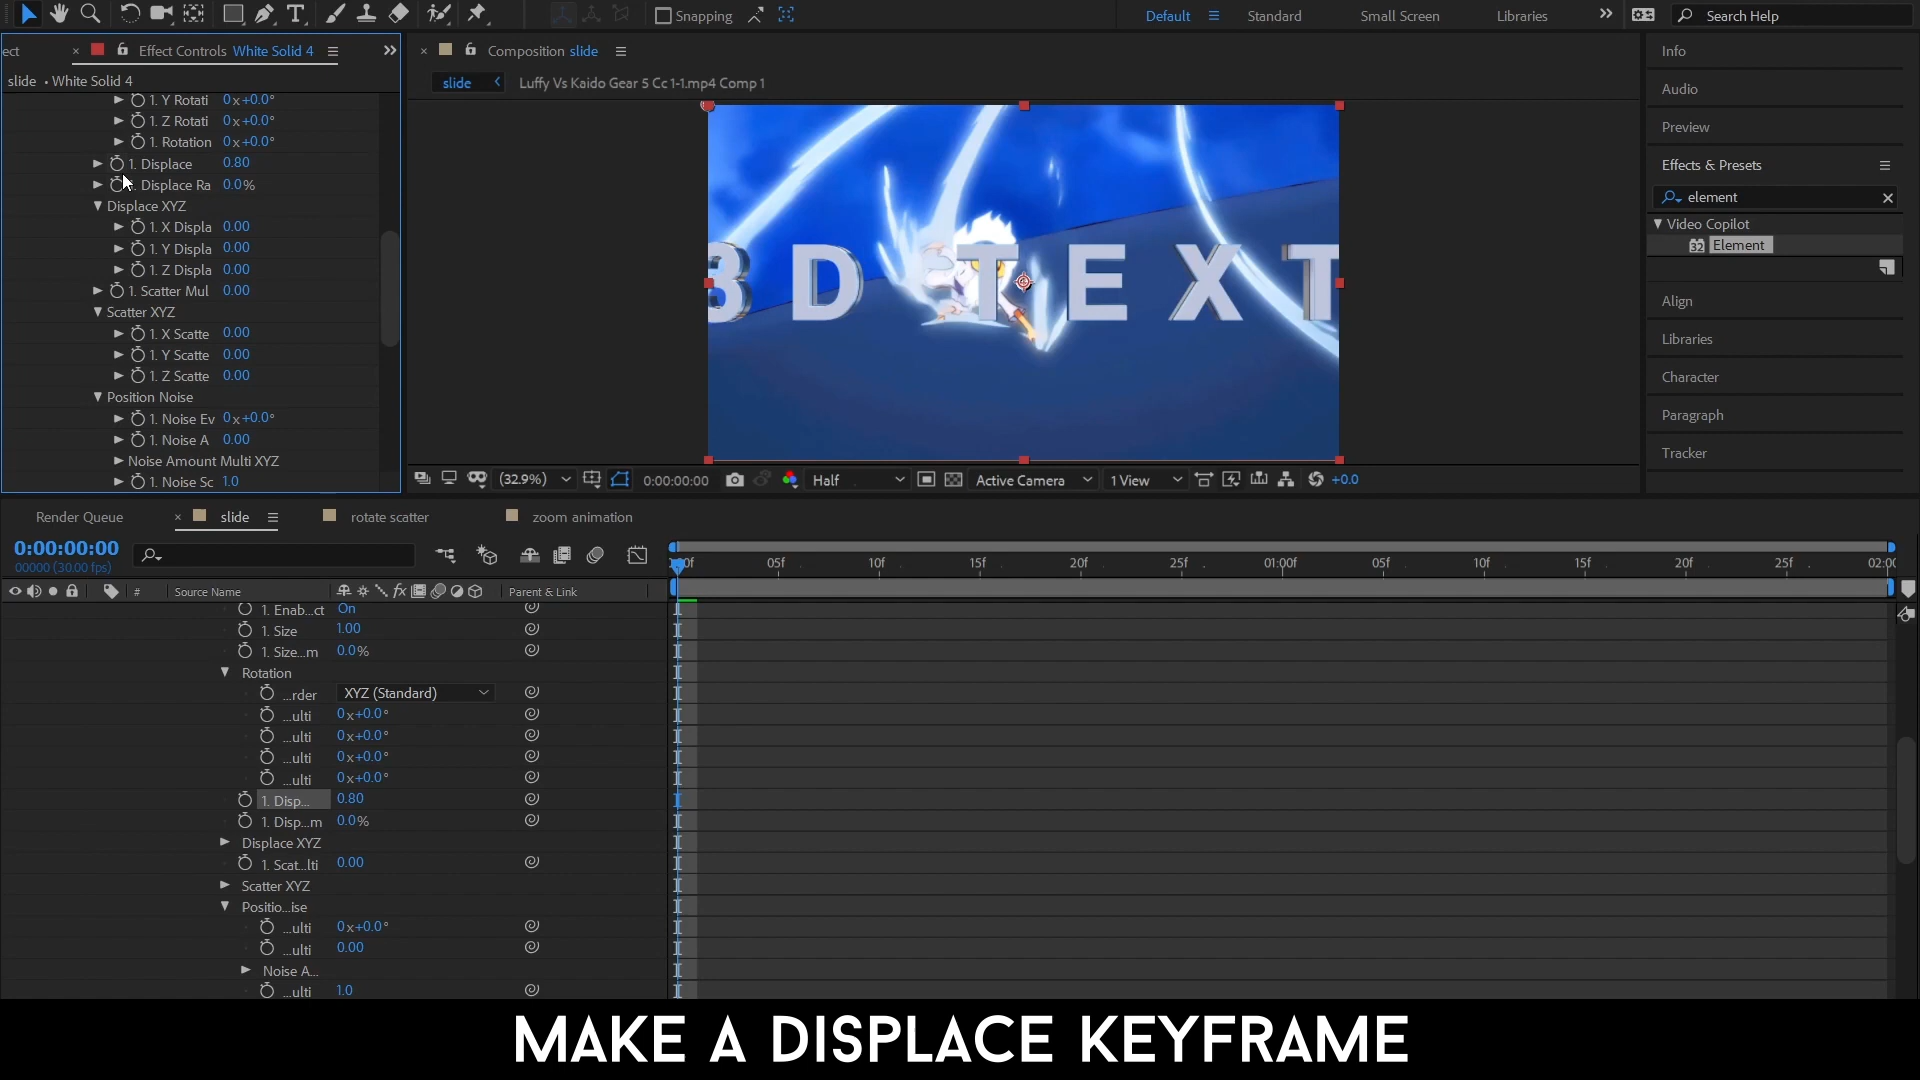 Snapping
Default
Standard
Small Screen
Libraries
Search Help
ect
Effect Controls White Solid 4
Composition slide
slide • White Solid 4
slide
Luffy Vs Kaido Gear 5 Cc 1-1.mp4 Comp 1
1. Y Rotati 0x+0.0°
1. Z Rotati 0x+0.0°
1. Rotation 0x+0.0°
1. Displace 0.80
1. Displace Ra 0.0%
Displace XYZ
1. X Displa 0.00
1. Y Displa 0.00
1. Z Displa 0.00
1. Scatter Mul 0.00
Scatter XYZ
1. X Scatte 0.00
1. Y Scatte 0.00
1. Z Scatte 0.00
Position Noise
1. Noise Ev 0x+0.0°
1. Noise A 0.00
Noise Amount Multi XYZ
1. Noise Sc 1.0
3D TEXT
(32.9%)
0:00:00:00
Half
Active Camera
1 View
+0.0
Info
Audio
Preview
Effects & Presets
element
Video Copilot
32 Element
Align
Libraries
Character
Paragraph
Tracker
Render Queue
slide
rotate scatter
zoom animation
0:00:00:00
00000 (30.00 fps)
05f
10f
15f
20f
25f
01:00f
05f
10f
15f
20f
25f
02:00
#
Source Name
fx
Parent & Link
1. Enab...ct On
1. Size 1.00
1. Size...m 0.0%
Rotation
...rder XYZ (Standard)
...ulti 0x+0.0°
...ulti 0x+0.0°
...ulti 0x+0.0°
...ulti 0x+0.0°
1. Disp... 0.80
1. Disp...m 0.0%
Displace XYZ
1. Scat...lti 0.00
Scatter XYZ
Positio...ise
...ulti 0x+0.0°
...ulti 0.00
Noise A...
...ulti 1.0
MAKE A DISPLACE KEYFRAME